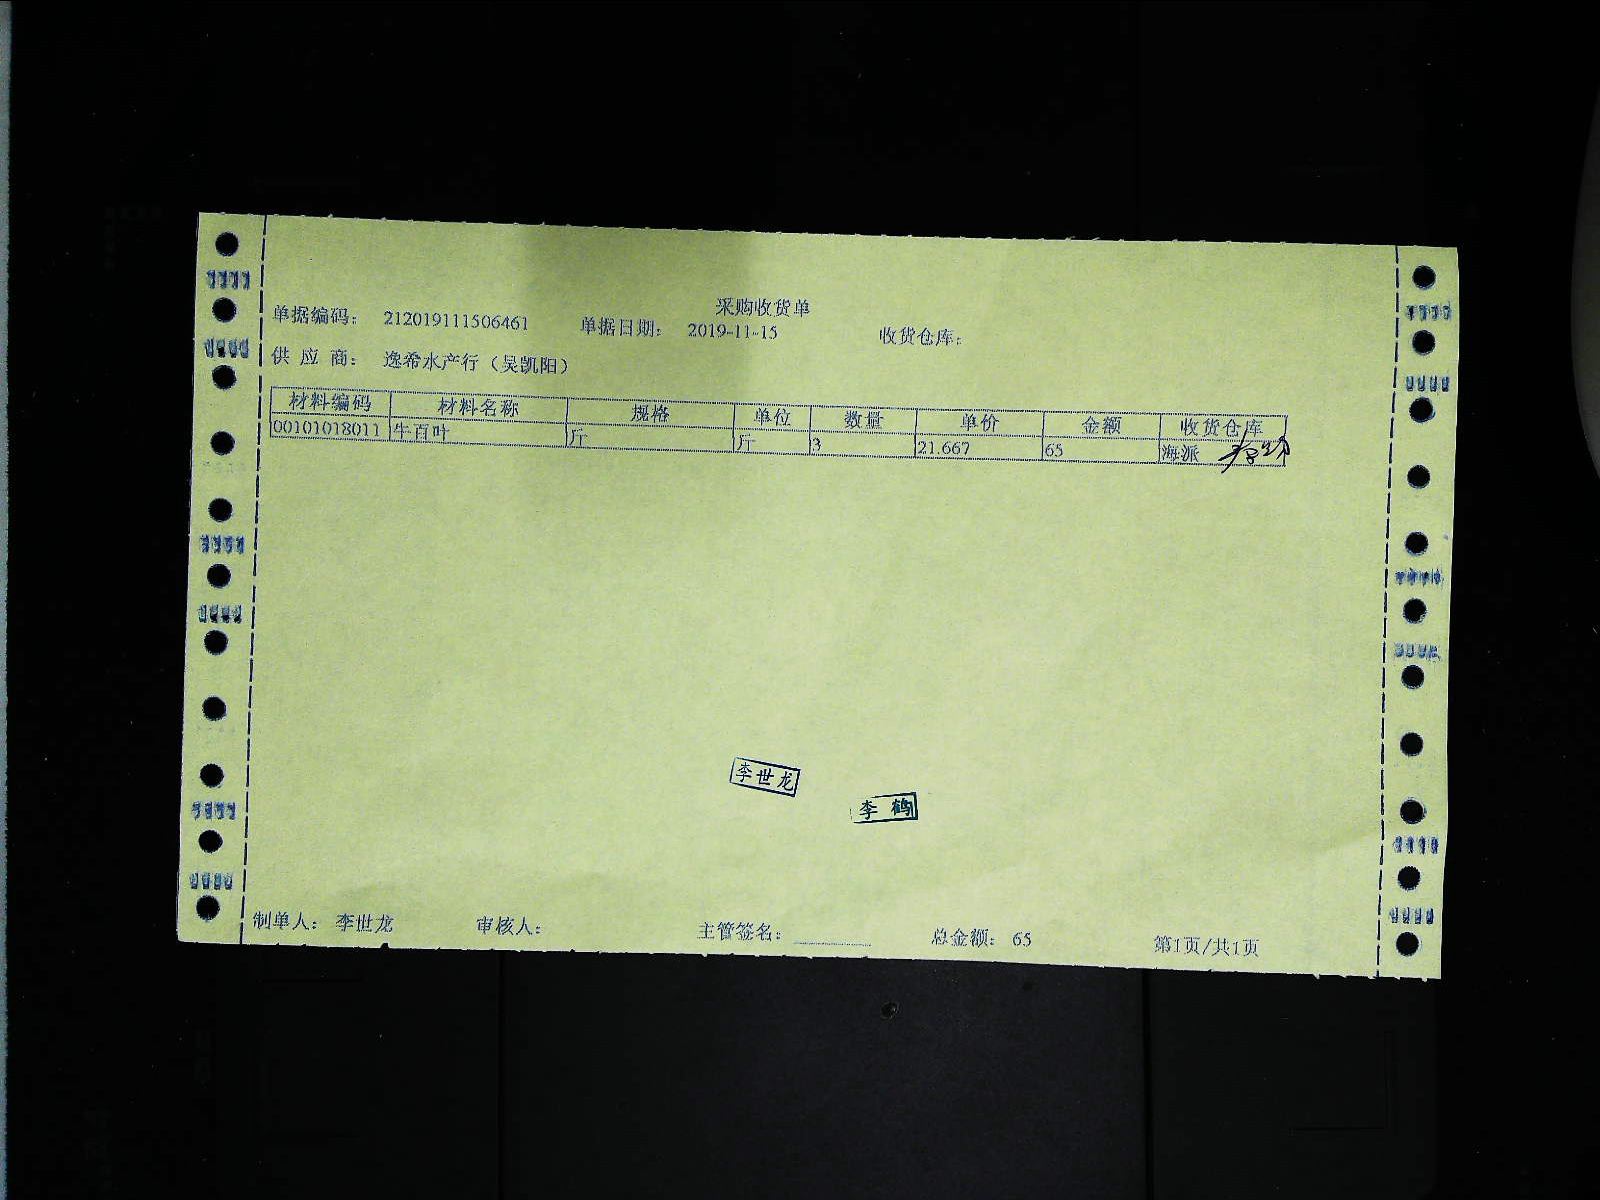 采购收货单
单据编码： 212019111506461 单据日期： 2019-11-15 收货仓库：
供 应 商： 逸希水产行（吴凯阳）
材料编码 材料名称 规格 单位 数量 单价 金额 收货仓库
00101018011 牛百叶 斤 斤 3 21.667 65 海派
李世龙
李鹤
制单人： 李世龙 审核人： 主管签名： 总金额： 65 第1页/共1页